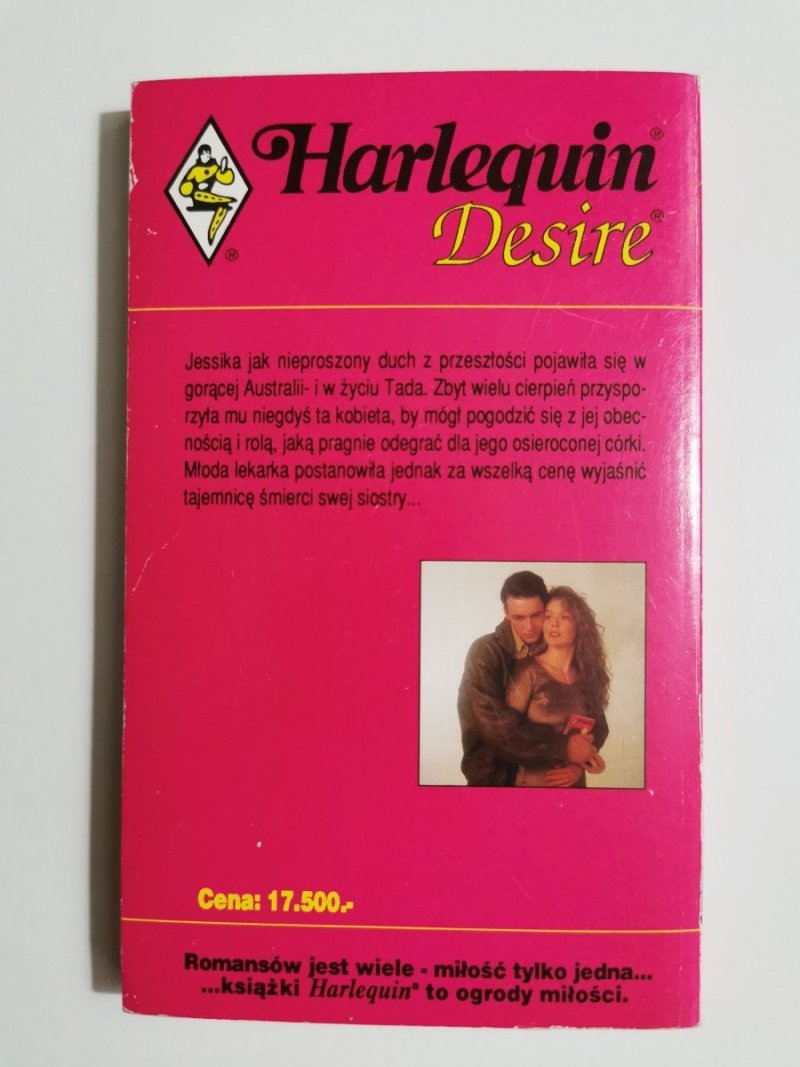 Harlequin®
Desire®
®
Jessika jak nieproszony duch z przeszłości pojawiła się w
gorącej Australii- i w życiu Tada. Zbyt wielu cierpień przyspo-
rzyła mu niegdyś ta kobieta, by mógł pogodzić się z jej obec-
nością i rolą, jaką pragnie odegrać dla jego osieroconej córki.
Młoda lekarka postanowiła jednak za wszelką cenę wyjaśnić
tajemnicę śmierci swej siostry...
Cena: 17.500.-
Romansów jest wiele - miłość tylko jedna...
...książki Harlequin® to ogrody miłości.